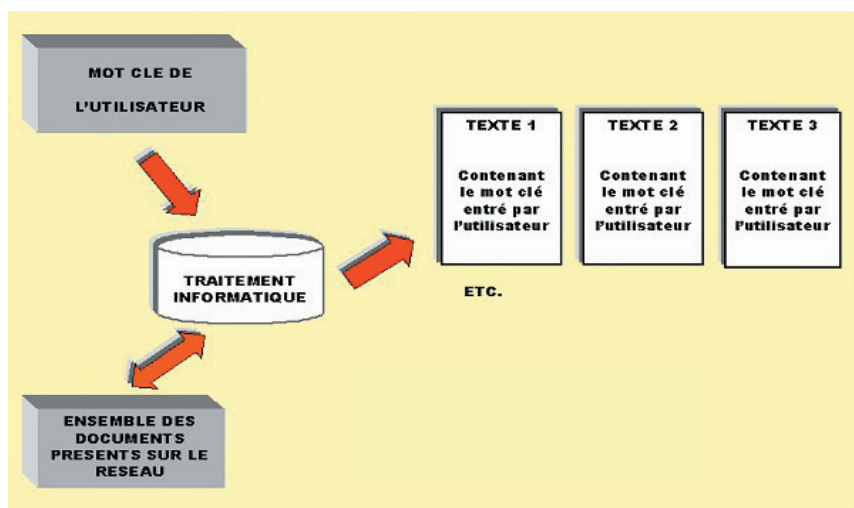 MOT CLE DE
L'UTILISATEUR
TEXTE 1
Contenant
le mot clé
entré par
l'utilisateur
TEXTE 2
Contenant
le mot clé
entré par
l'utilisateur
TEXTE 3
Contenant
le mot clé
entré par
l'utilisateur
TRAITEMENT
INFORMATIQUE
ETC.
ENSEMBLE DES
DOCUMENTS
PRESENTS SUR LE
RESEAU